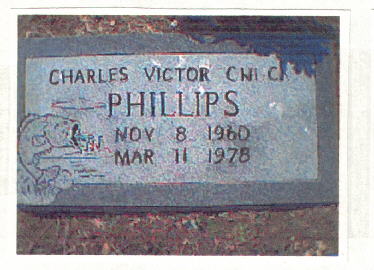 CHARLES VICTOR
PHILLIPS
NOV 8 1960
MAR 11 1978